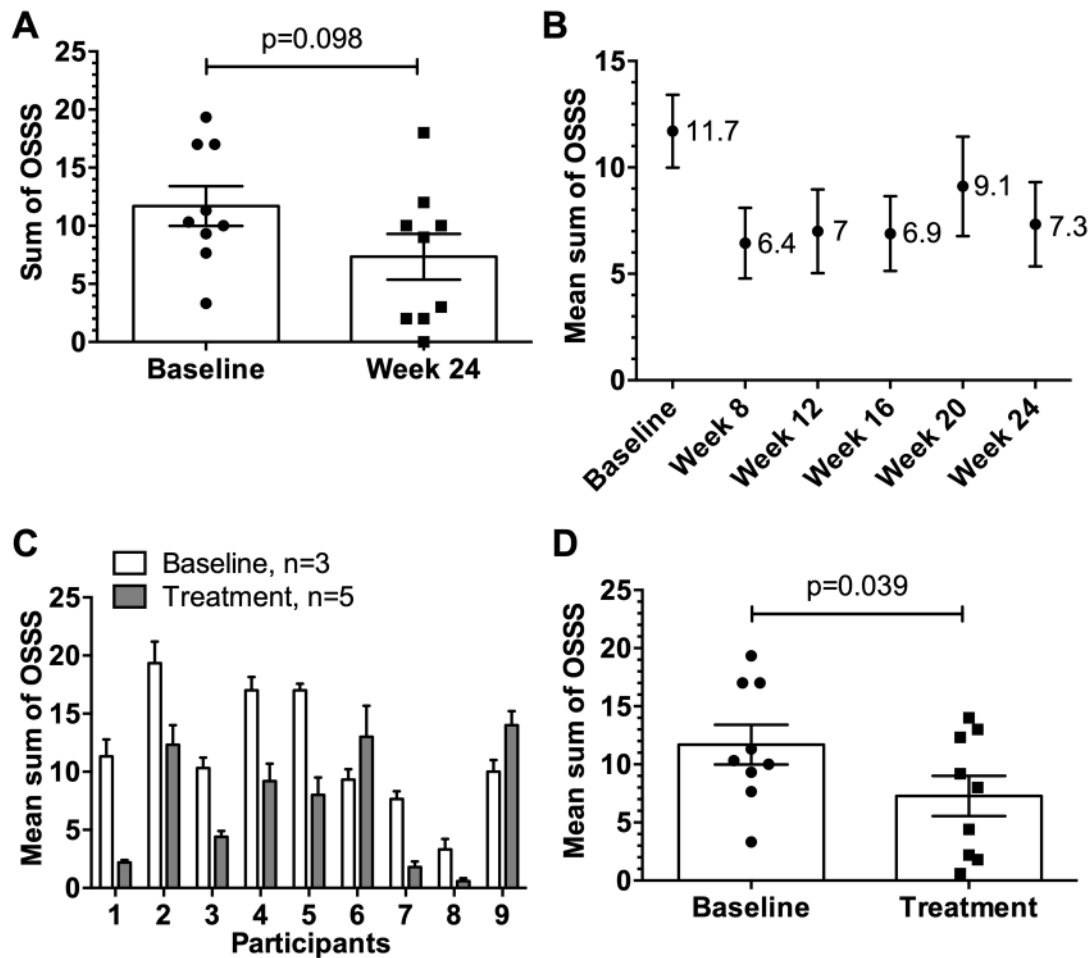 A
p=0.098
Sum of OSSS
25
20
15
10
5
0
Baseline Week 24
B
Mean sum of OSSS
15
10
5
0
11.7
6.4
7
6.9
9.1
7.3
Baseline
Week 8
Week 12
Week 16
Week 20
Week 24
C
Baseline, n=3
Treatment, n=5
Mean sum of OSSS
25
20
15
10
5
0
1 2 3 4 5 6 7 8 9
Participants
D
p=0.039
Mean sum of OSSS
25
20
15
10
5
0
Baseline Treatment